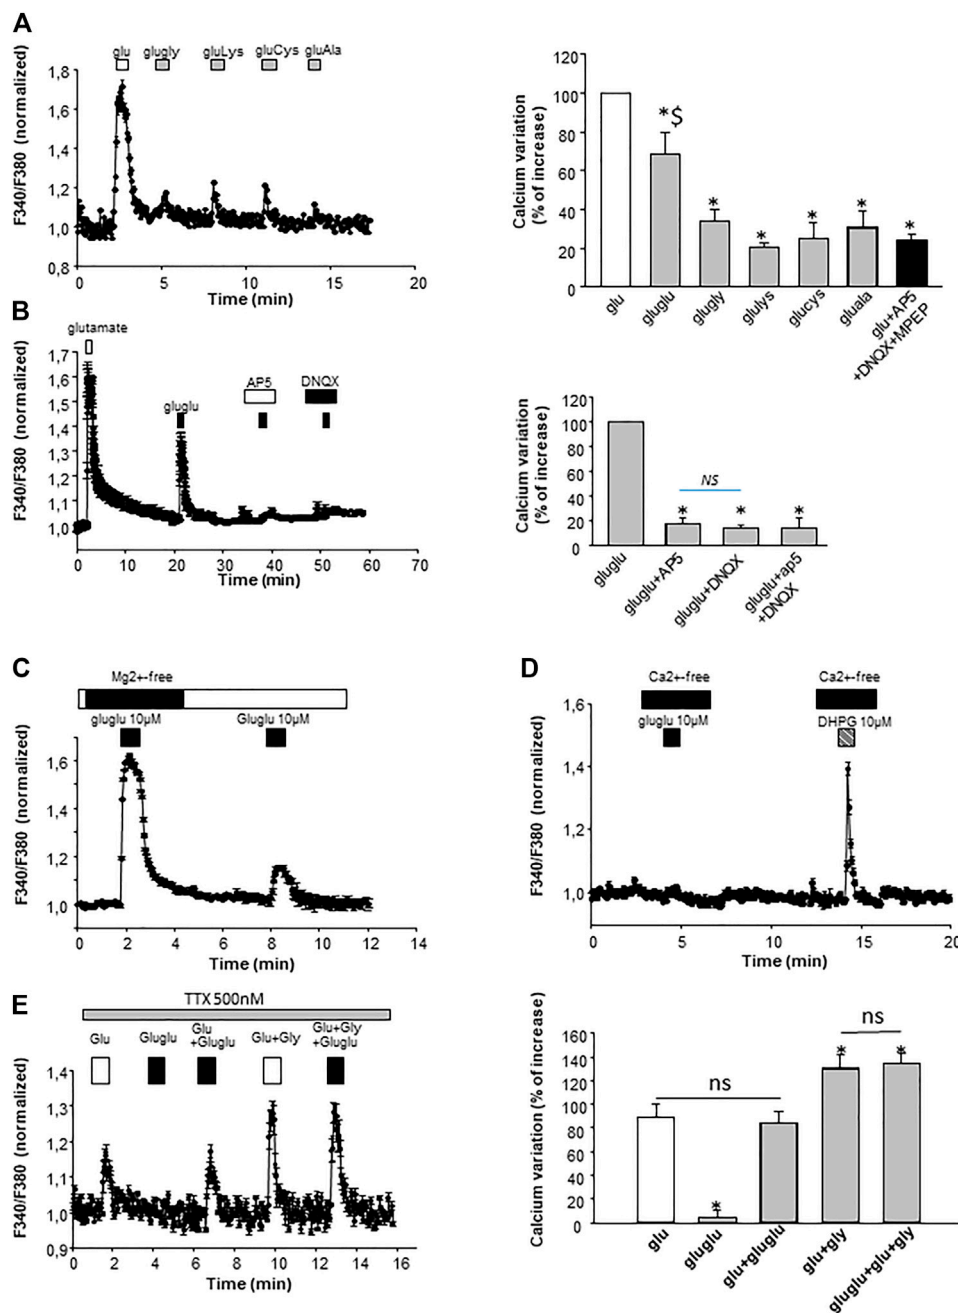 A
glu glugly gluLys gluCys gluAla
F340/F380 (normalized)
1,8
1,6
1,4
1,2
1,0
0,8
0 5 10 15 20
Time (min)
Calcium variation
(% of increase)
120
100
80
60
40
20
0
*$
*
*
*
*
*
glu
gluglu
glugly
glulys
glucys
gluala
glu+AP5
+DNQX+MPEP
B
glutamate
gluglu
AP5
DNQX
F340/F380 (normalized)
1,7
1,6
1,5
1,4
1,3
1,2
1,1
1,0
0 10 20 30 40 50 60 70
Time (min)
Calcium variation
(% of increase)
120
100
80
60
40
20
0
NS
*
*
*
gluglu
gluglu+AP5
gluglu+DNQX
gluglu+ap5
+DNQX
C
Mg2+-free
gluglu 10µM
Gluglu 10µM
F340/F380 (normalized)
1,6
1,4
1,2
1,0
0 2 4 6 8 10 12 14
Time (min)
D
Ca2+-free
Ca2+-free
gluglu 10µM
DHPG 10µM
F340/F380 (normalized)
1,6
1,4
1,2
1,0
0 5 10 15 20
Time (min)
E
TTX 500nM
Glu
Gluglu
Glu
+Gluglu
Glu+Gly
Glu+Gly
+Gluglu
F340/F380 (normalized)
1,4
1,3
1,2
1,1
1,0
0,9
0 2 4 6 8 10 12 14 16
Time (min)
Calcium variation (% of increase)
160
140
120
100
80
60
40
20
0
ns
ns
*
*
*
glu
gluglu
glu+gluglu
glu+gly
gluglu+glu+gly